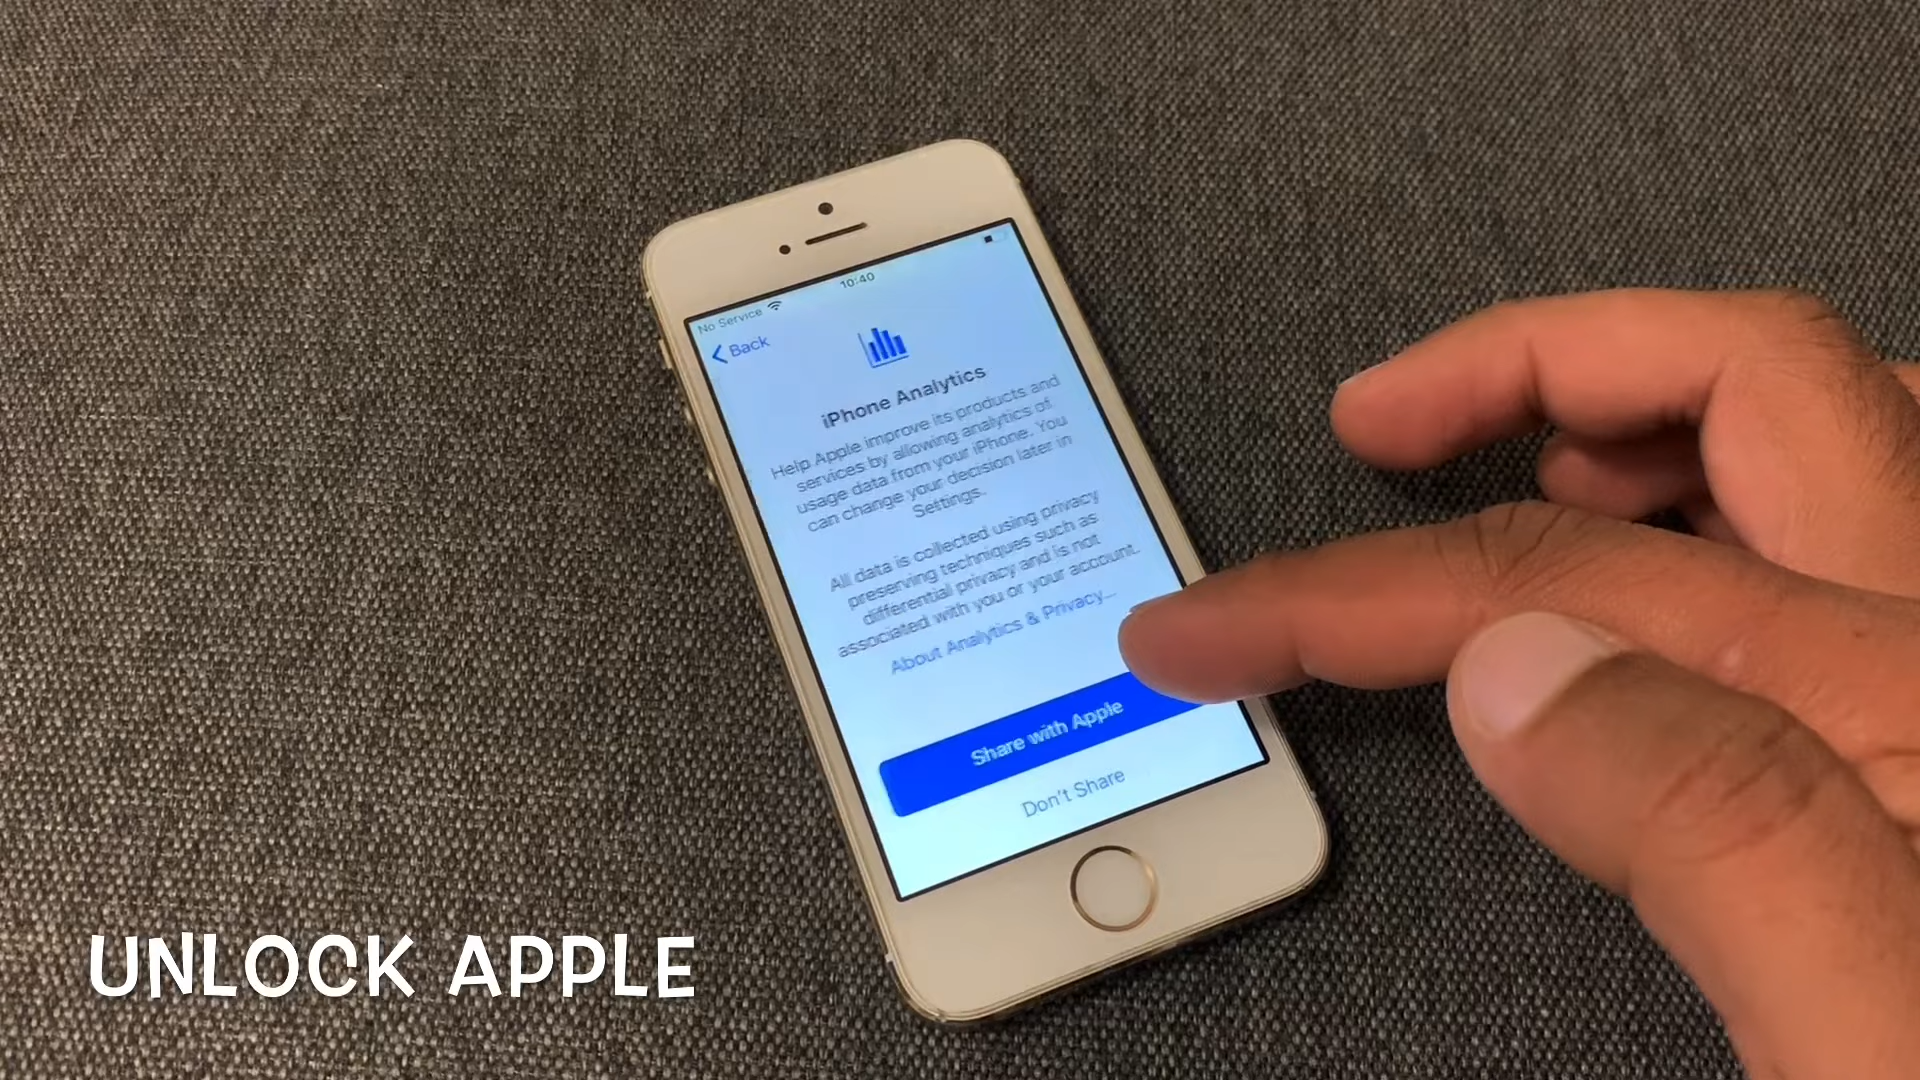 No Service 10:40
Back
iPhone Analytics
Help Apple improve its products and
services by allowing analytics of
usage data from your iPhone. You
can change your decision later in
Settings.
All data is collected using privacy
preserving techniques such as
differential privacy and is not
associated with you or your account.
About Analytics & Privacy...
Share with Apple
Don't Share
UNLOCK APPLE